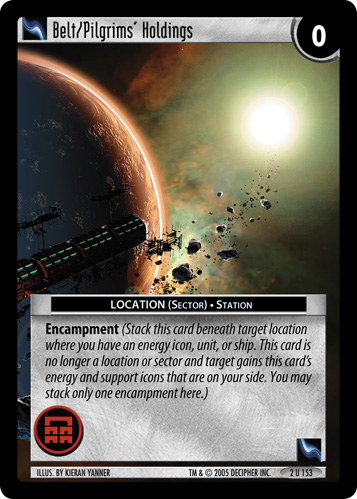 Belt/Pilgrims' Holdings
0
LOCATION (Sector) • Station
Encampment (Stack this card beneath target location
where you have an energy icon, unit, or ship. This card is
no longer a location or sector and target gains this card's
energy and support icons that are on your side. You may
stack only one encampment here.)
ILLUS. BY KIERAN YANNER TM & © 2005 DECIPHER INC. 2 U 153